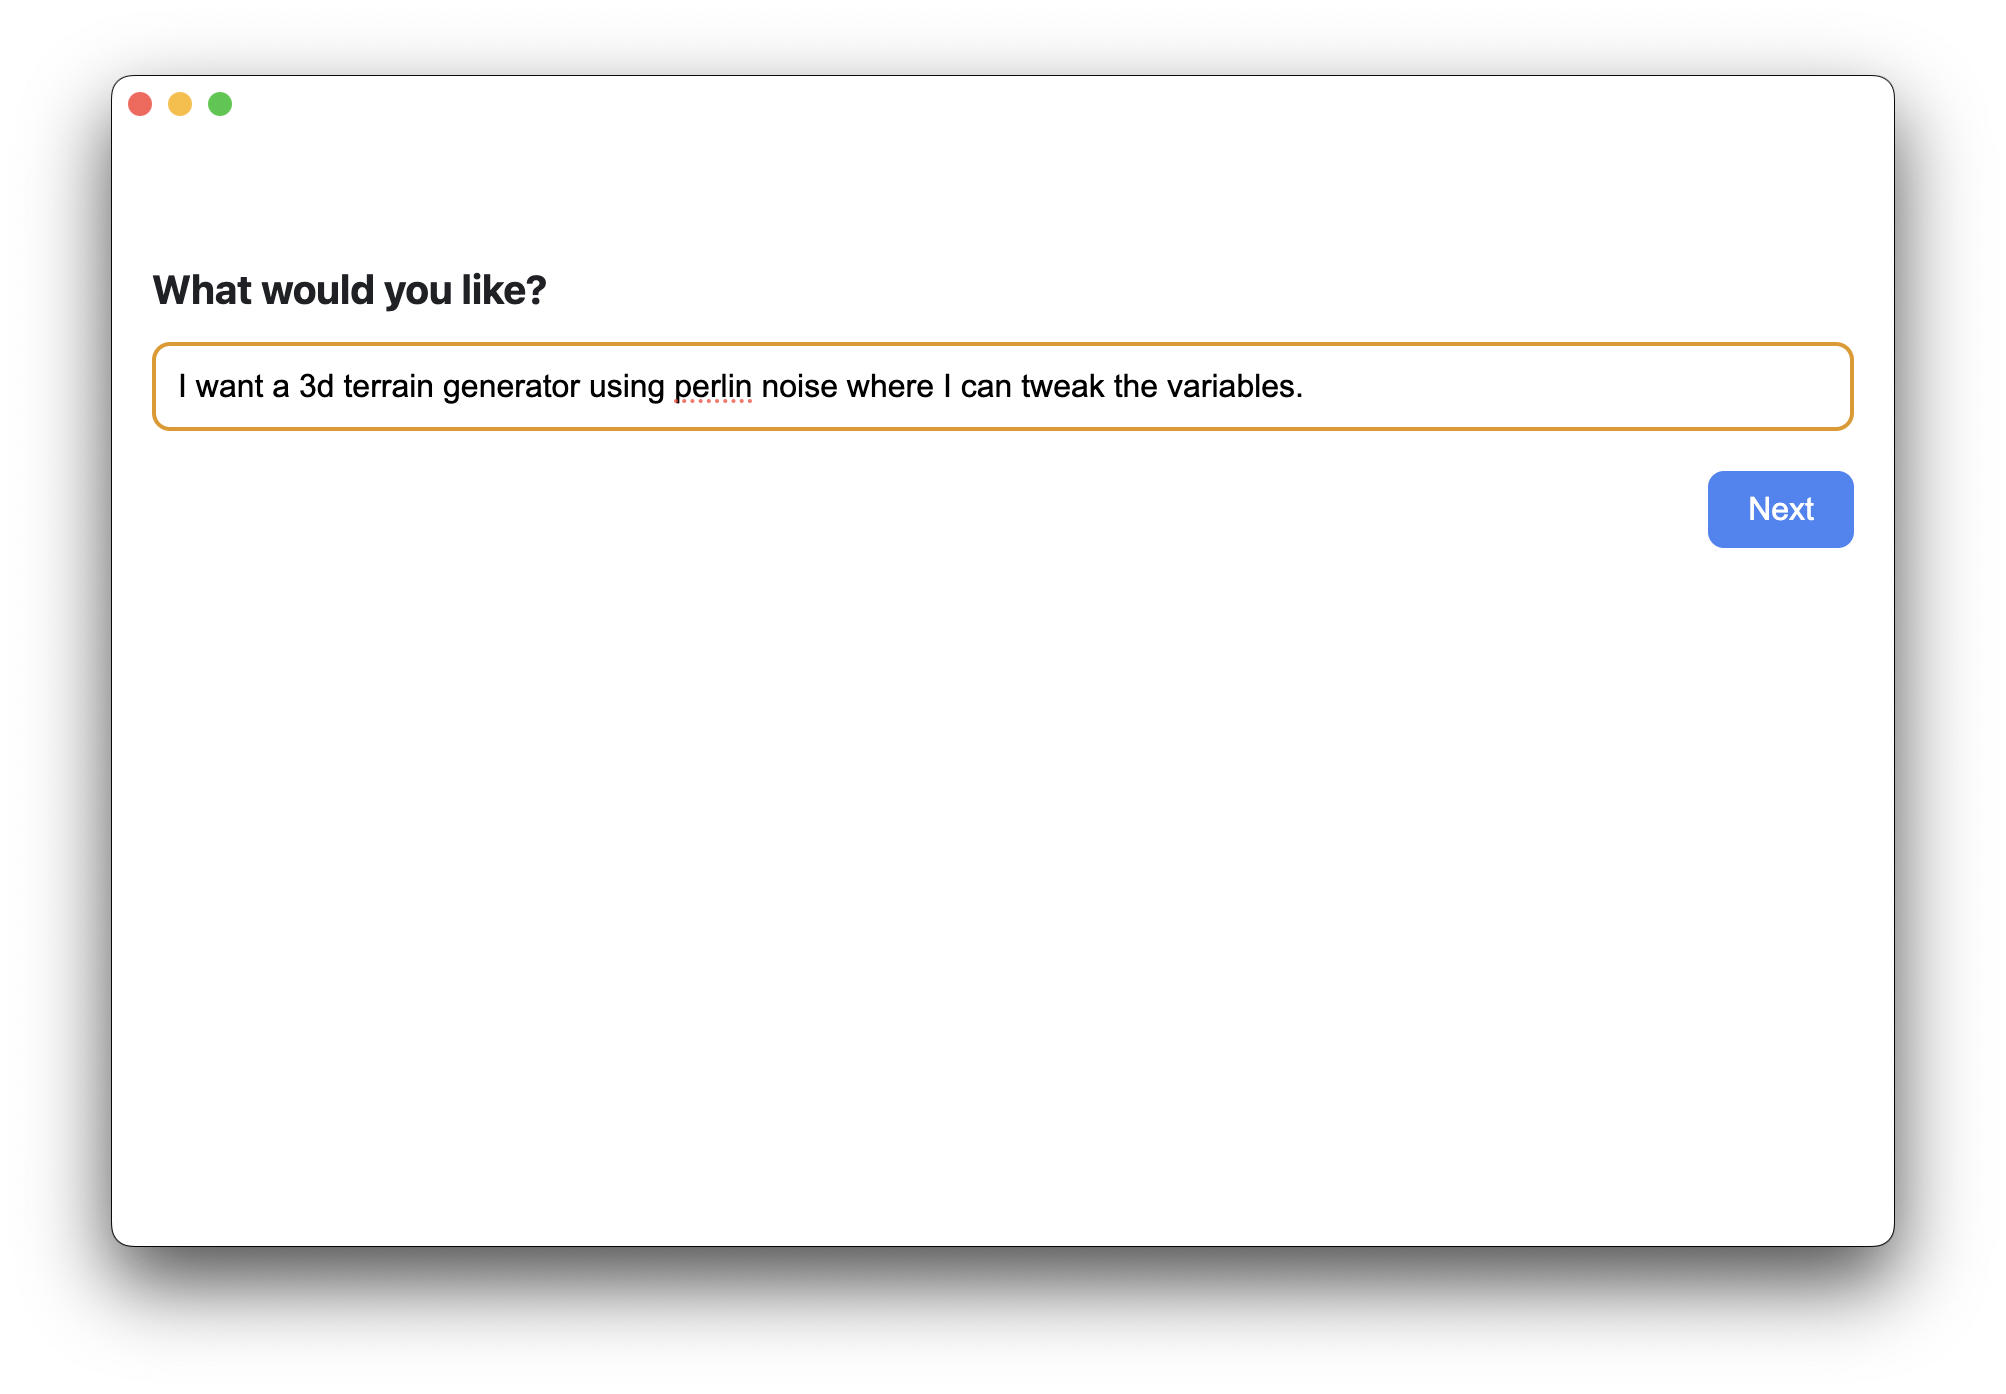 What would you like?
I want a 3d terrain generator using perlin noise where I can tweak the variables.
Next